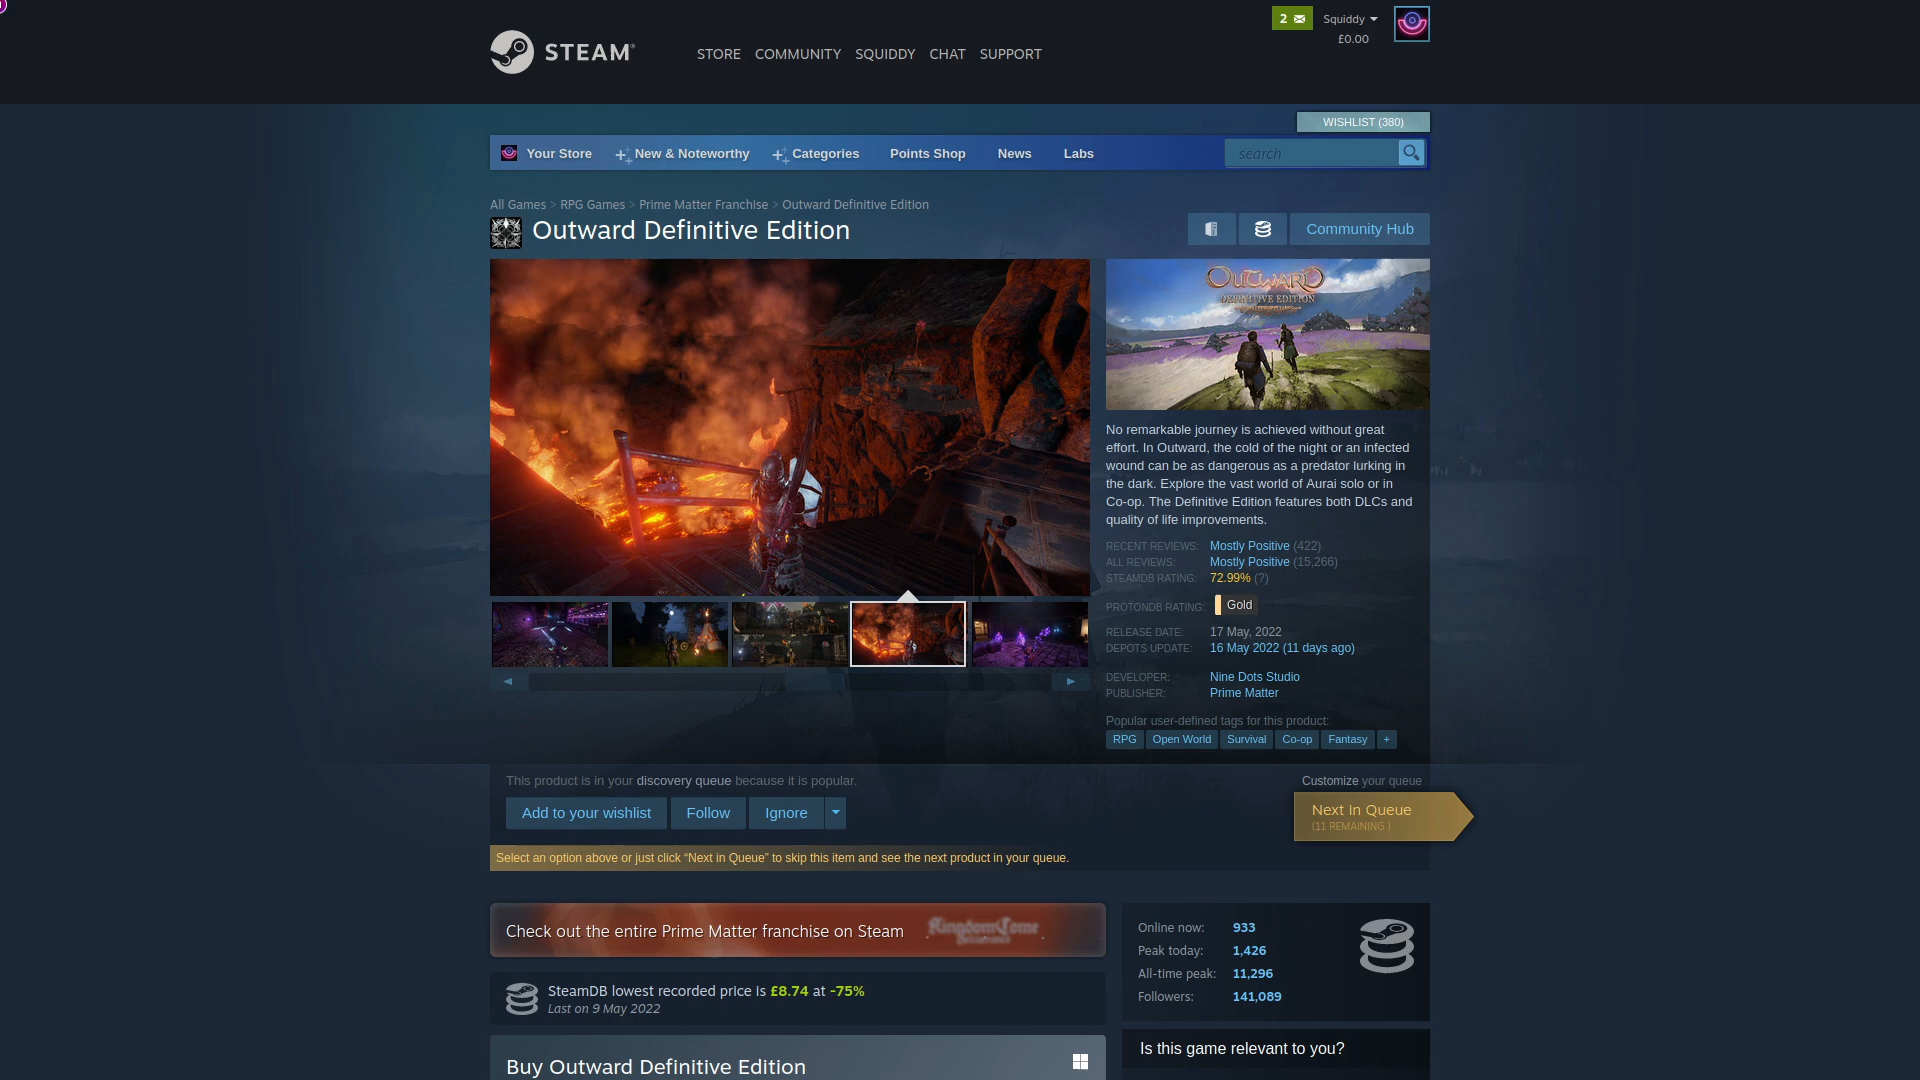 2
Squiddy
£0.00
STEAM®
STORE COMMUNITY SQUIDDY CHAT SUPPORT
WISHLIST (380)
Your Store New & Noteworthy Categories Points Shop News Labs search
All Games > RPG Games > Prime Matter Franchise > Outward Definitive Edition
Outward Definitive Edition
Community Hub
OUTWARD
DEFINITIVE EDITION
No remarkable journey is achieved without great
effort. In Outward, the cold of the night or an infected
wound can be as dangerous as a predator lurking in
the dark. Explore the vast world of Aurai solo or in
Co-op. The Definitive Edition features both DLCs and
quality of life improvements.
RECENT REVIEWS: Mostly Positive (422)
ALL REVIEWS: Mostly Positive (15,266)
STEAMDB RATING: 72.99% (?)
PROTONDB RATING: Gold
RELEASE DATE: 17 May, 2022
DEPOTS UPDATE: 16 May 2022 (11 days ago)
DEVELOPER: Nine Dots Studio
PUBLISHER: Prime Matter
Popular user-defined tags for this product:
RPG Open World Survival Co-op Fantasy +
This product is in your discovery queue because it is popular.
Customize your queue
Add to your wishlist Follow Ignore
Next in Queue
(11 REMAINING )
Select an option above or just click “Next in Queue” to skip this item and see the next product in your queue.
Check out the entire Prime Matter franchise on Steam
Kingdom Come
Deliverance
SteamDB lowest recorded price is £8.74 at -75%
Last on 9 May 2022
Buy Outward Definitive Edition
Online now: 933
Peak today: 1,426
All-time peak: 11,296
Followers: 141,089
Is this game relevant to you?